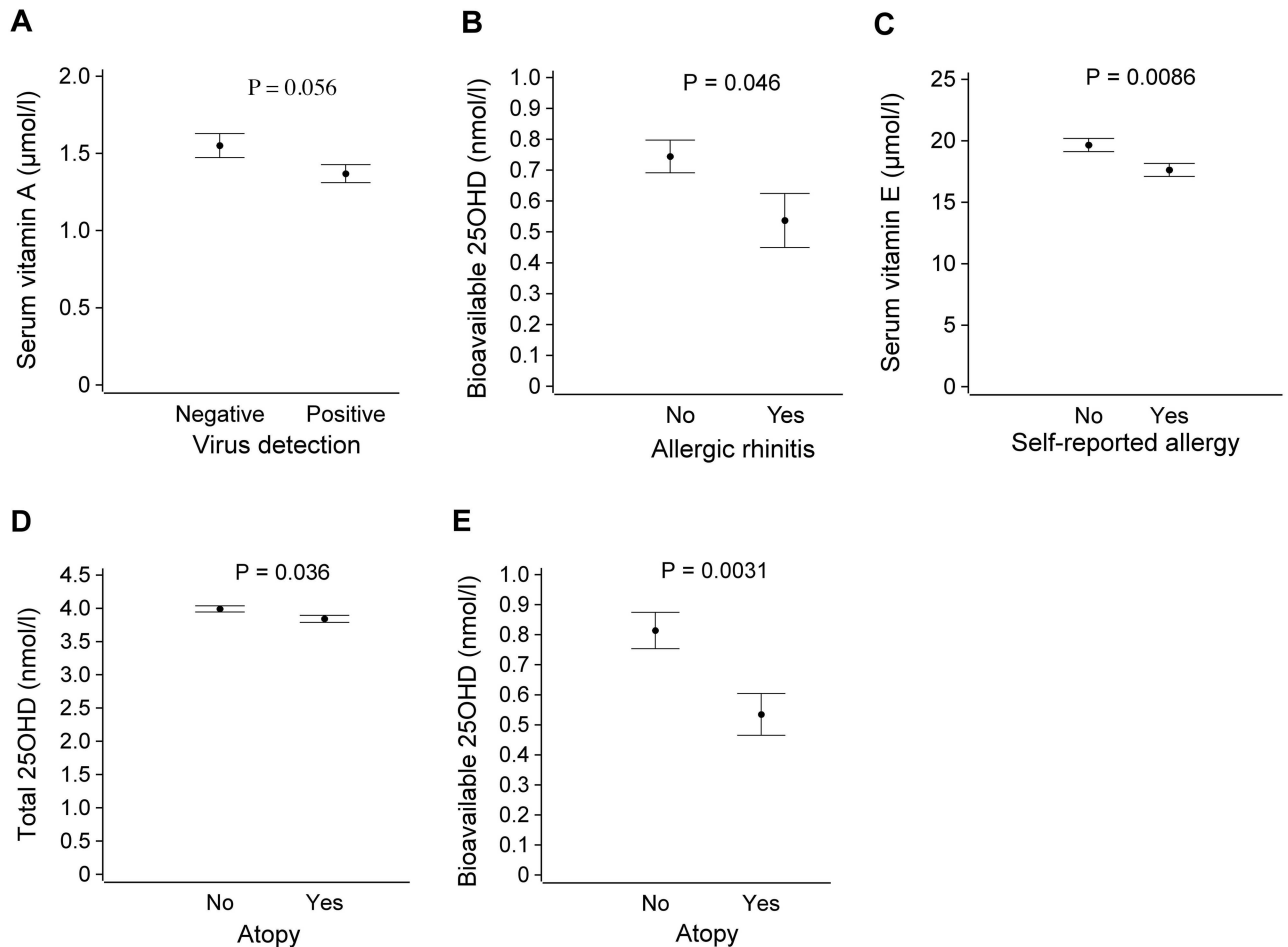 A
P = 0.056
Serum vitamin A (µmol/l)
2.0
1.5
1.0
0.5
0
Negative Positive
Virus detection
B
P = 0.046
Bioavailable 25OHD (nmol/l)
1.0
0.9
0.8
0.7
0.6
0.5
0.4
0.3
0.2
0.1
0
No Yes
Allergic rhinitis
C
P = 0.0086
Serum vitamin E (µmol/l)
25
20
15
10
5
0
No Yes
Self-reported allergy
D
P = 0.036
Total 25OHD (nmol/l)
4.5
4.0
3.5
3.0
2.5
2.0
1.5
1.0
0.5
0
No Yes
Atopy
E
P = 0.0031
Bioavailable 25OHD (nmol/l)
1.0
0.9
0.8
0.7
0.6
0.5
0.4
0.3
0.2
0.1
0
No Yes
Atopy